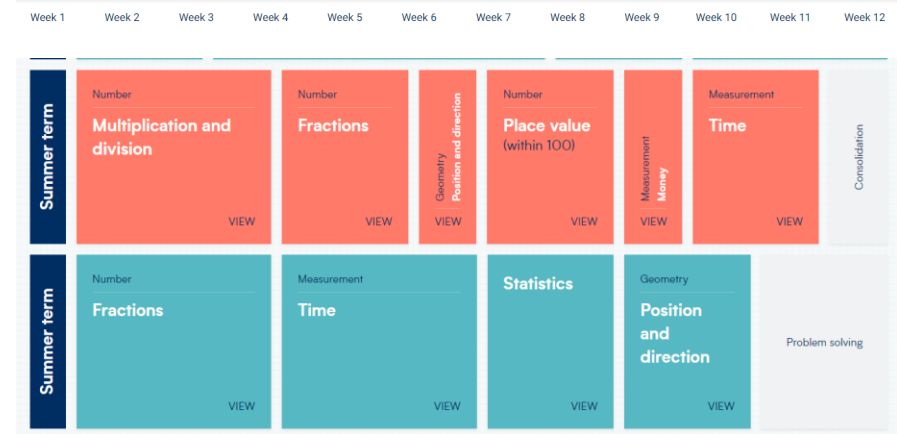 Week 1 Week 2 Week 3 Week 4 Week 5 Week 6 Week 7 Week 8 Week 9 Week 10 Week 11 Week 12
Summer term
Number
Multiplication and
division
VIEW
Number
Fractions
VIEW
Geometry
Position and direction
VIEW
Number
Place value
(within 100)
VIEW
Measurement
Money
VIEW
Measurement
Time
VIEW
Consolidation
Summer term
Number
Fractions
VIEW
Measurement
Time
VIEW
Statistics
VIEW
Geometry
Position
and
direction
VIEW
Problem solving